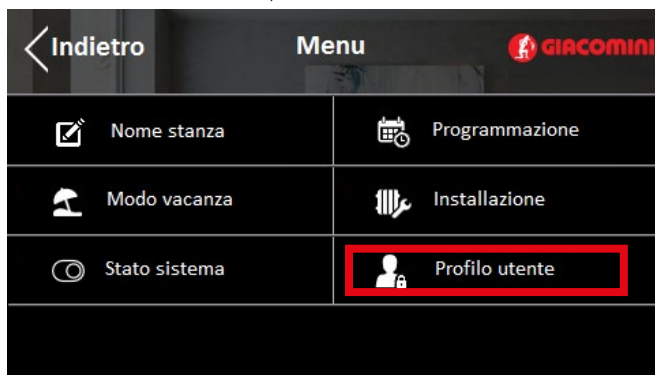 Indietro
Menu
GIACOMINI
Nome stanza
Programmazione
Modo vacanza
Installazione
Stato sistema
Profilo utente